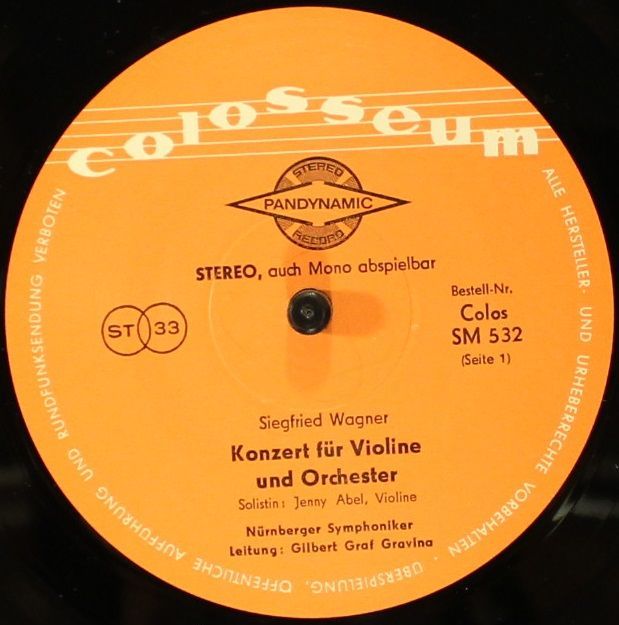 colosseum
STEREO
PANDYNAMIC
RECORD
STEREO, auch Mono abspielbar
Bestell-Nr.
Colos
SM 532
(Seite 1)
ST 33
Siegfried Wagner
Konzert für Violine
und Orchester
Solistin: Jenny Abel, Violine
Nürnberger Symphoniker
Leitung: Gilbert Graf Gravina
ALLE HERSTELLER- UND URHEBERRECHTE VORBEHALTEN · ÜBERSPIELUNG, ÖFFENTLICHE AUFFÜHRUNG UND RUNDFUNKSENDUNG VERBOTEN